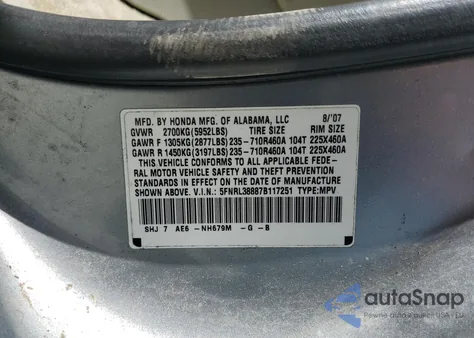 MFD. BY HONDA MFG. OF ALABAMA, LLC 8/'07
GVWR 2700KG(5952LBS) TIRE SIZE RIM SIZE
GAWR F 1305KG(2877LBS) 235-710R460A 104T 225X460A
GAWR R 1450KG(3197LBS) 235-710R460A 104T 225X460A
THIS VEHICLE CONFORMS TO ALL APPLICABLE FEDE-
RAL MOTOR VEHICLE SAFETY AND THEFT PREVENTION
STANDARDS IN EFFECT ON THE DATE OF MANUFACTURE
SHOWN ABOVE. V.I.N.: 5FNRL38887B117251 TYPE:MPV
SHJ 7 AE6 -NH679M -G -B
autoSnap